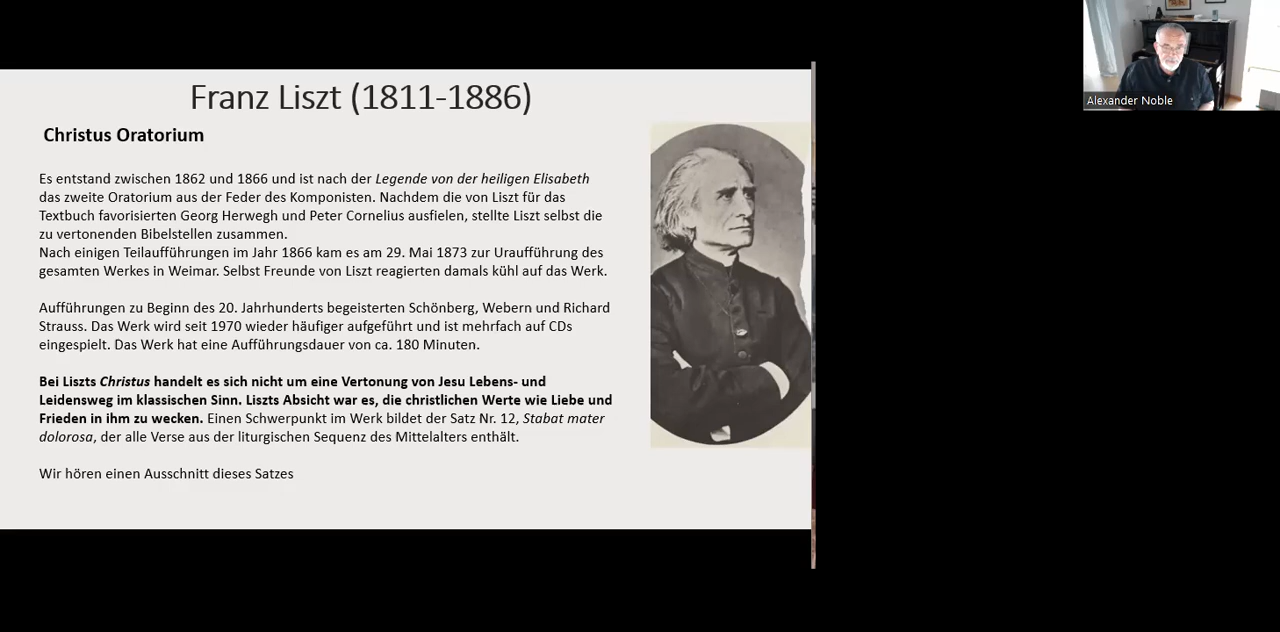 Franz Liszt (1811-1886)
Christus Oratorium
Es entstand zwischen 1862 und 1866 und ist nach der Legende von der heiligen Elisabeth
das zweite Oratorium aus der Feder des Komponisten. Nachdem die von Liszt für das
Textbuch favorisierten Georg Herwegh und Peter Cornelius ausfielen, stellte Liszt selbst die
zu vertonenden Bibelstellen zusammen.
Nach einigen Teilaufführungen im Jahr 1866 kam es am 29. Mai 1873 zur Uraufführung des
gesamten Werkes in Weimar. Selbst Freunde von Liszt reagierten damals kühl auf das Werk.
Aufführungen zu Beginn des 20. Jahrhunderts begeisterten Schönberg, Webern und Richard
Strauss. Das Werk wird seit 1970 wieder häufiger aufgeführt und ist mehrfach auf CDs
eingespielt. Das Werk hat eine Aufführungsdauer von ca. 180 Minuten.
Bei Liszts Christus handelt es sich nicht um eine Vertonung von Jesu Lebens- und
Leidensweg im klassischen Sinn. Liszts Absicht war es, die christlichen Werte wie Liebe und
Frieden in ihm zu wecken. Einen Schwerpunkt im Werk bildet der Satz Nr. 12, Stabat mater
dolorosa, der alle Verse aus der liturgischen Sequenz des Mittelalters enthält.
Wir hören einen Ausschnitt dieses Satzes
Alexander Noble